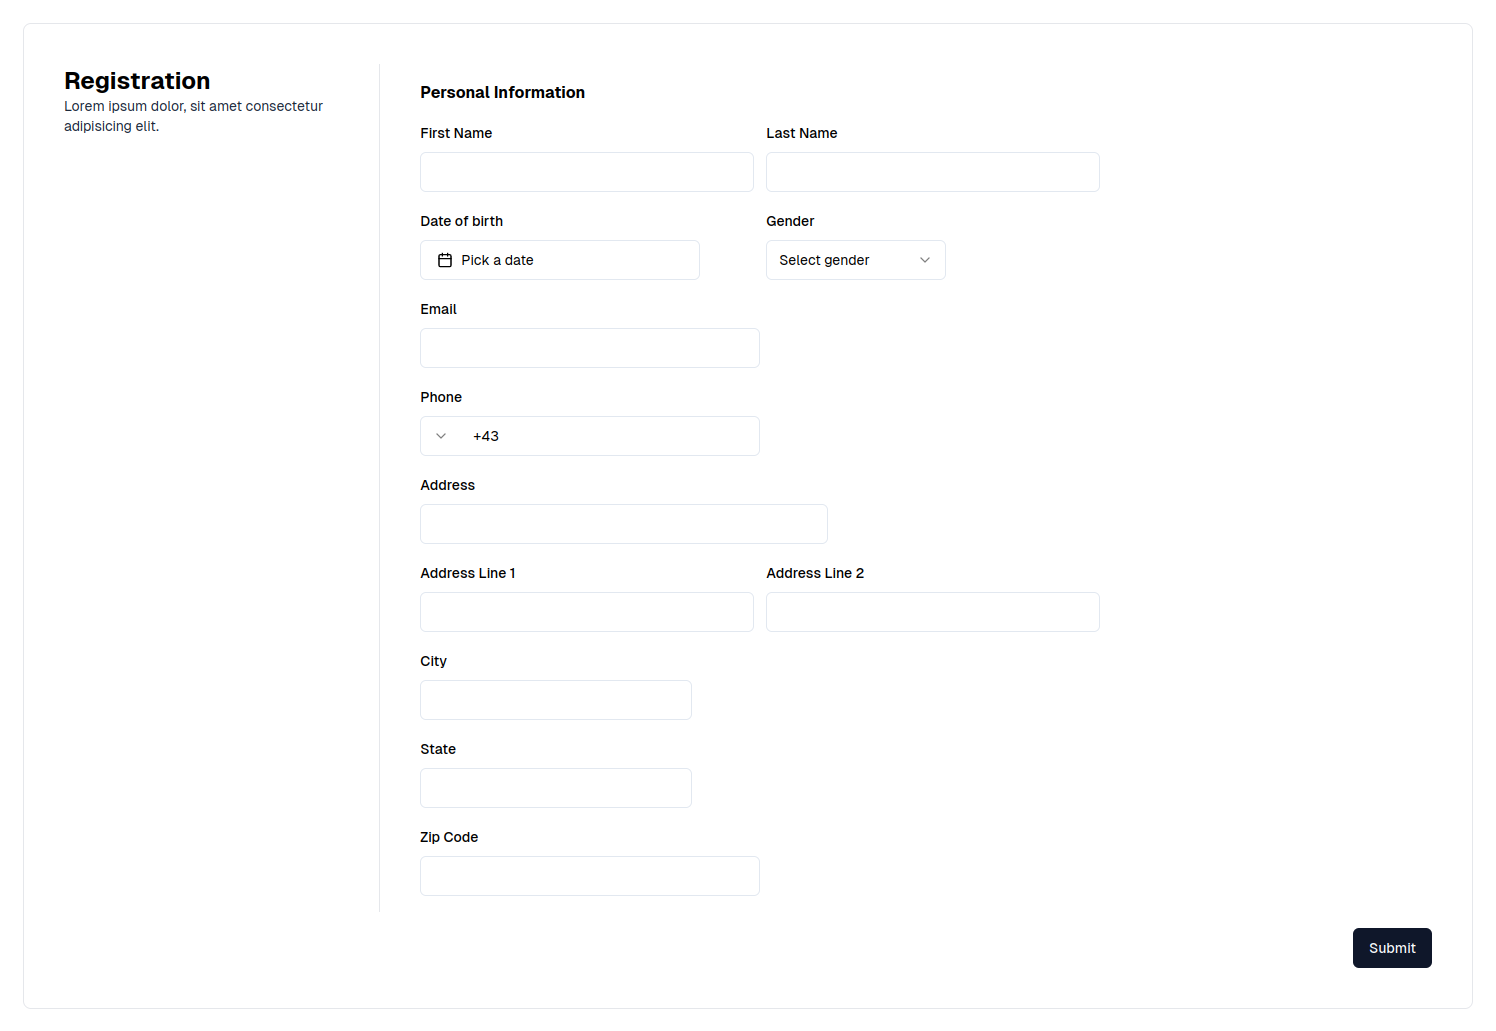 Registration
Lorem ipsum dolor, sit amet consectetur
adipisicing elit.
Personal Information
First Name
Last Name
Date of birth
Gender
Pick a date
Select gender
Email
Phone
+43
Address
Address Line 1
Address Line 2
City
State
Zip Code
Submit